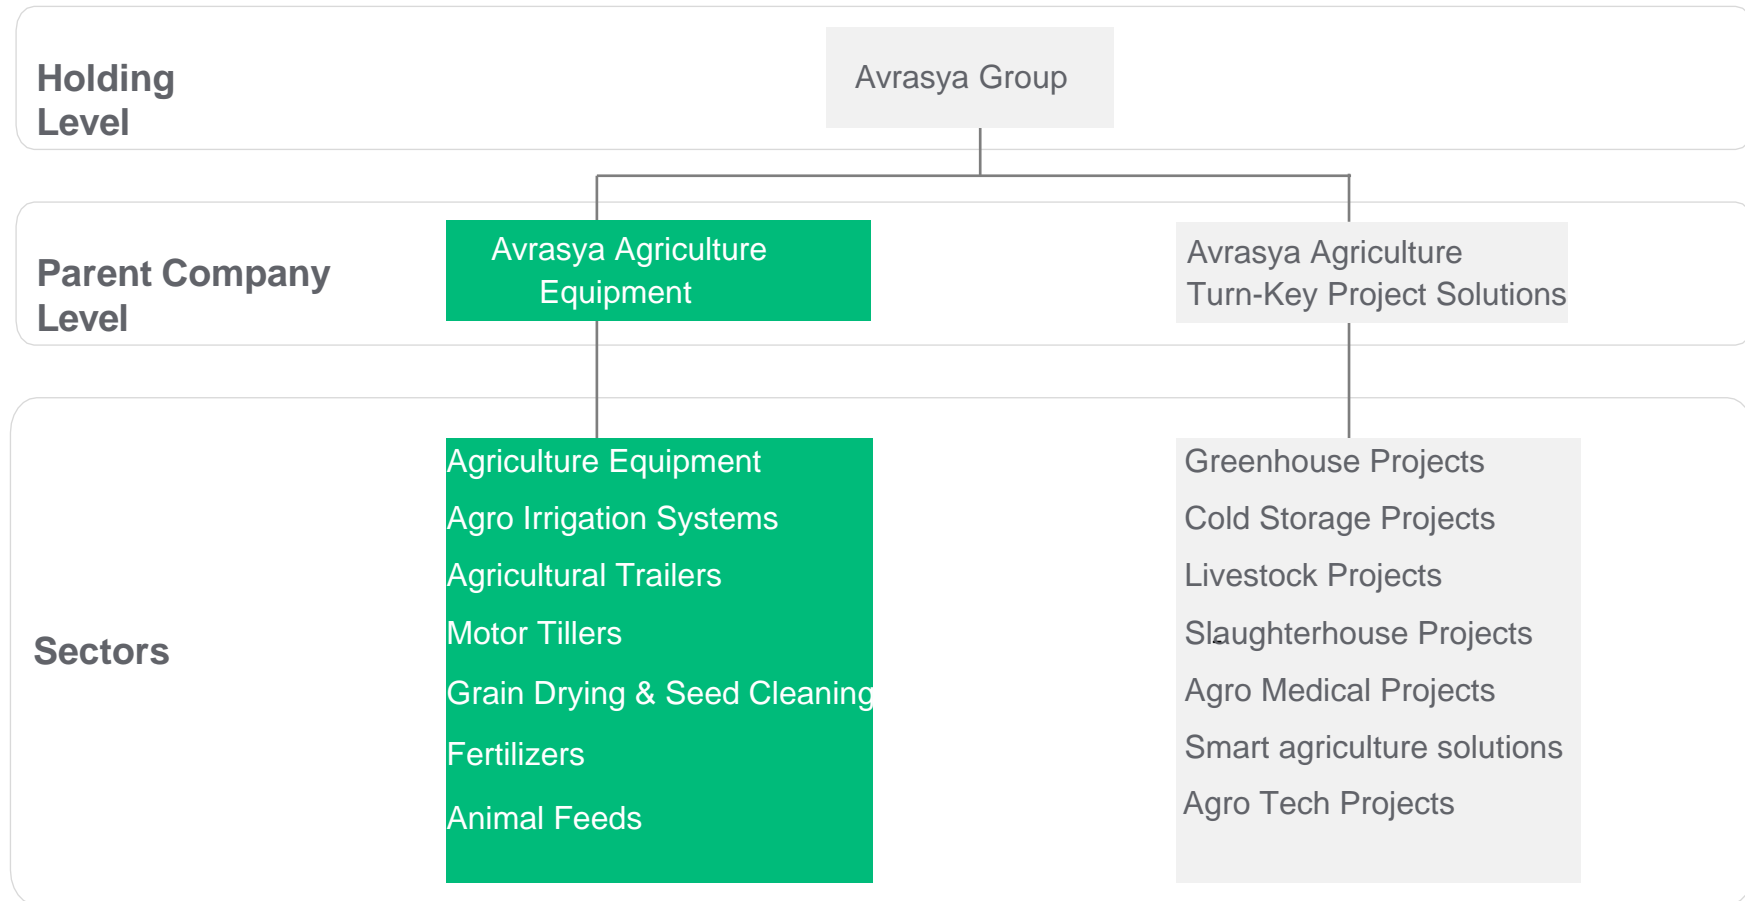 Holding
Level
Avrasya Group
Parent Company
Level
Avrasya Agriculture
Equipment
Avrasya Agriculture
Turn-Key Project Solutions
Sectors
Agriculture Equipment
Agro Irrigation Systems
Agricultural Trailers
Motor Tillers
Grain Drying & Seed Cleaning
Fertilizers
Animal Feeds
Greenhouse Projects
Cold Storage Projects
Livestock Projects
Slaughterhouse Projects
Agro Medical Projects
Smart agriculture solutions
Agro Tech Projects